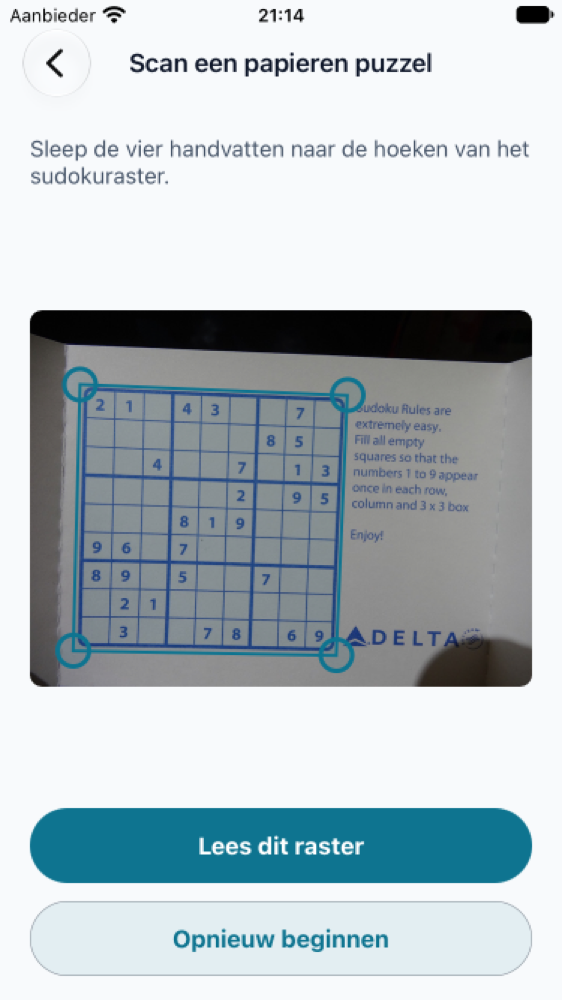 Aanbieder 21:14
Scan een papieren puzzel
Sleep de vier handvatten naar de hoeken van het
sudokuraster.
2 1 4 3 7
8 5
4 7 1 3
2 9 5
8 1 9
9 6 7
8 9 5 7
2 1
3 7 8 6 9
Sudoku Rules are
extremely easy.
Fill all empty
squares so that the
numbers 1 to 9 appear
once in each row,
column and 3 x 3 box
Enjoy!
DELTA
Lees dit raster
Opnieuw beginnen